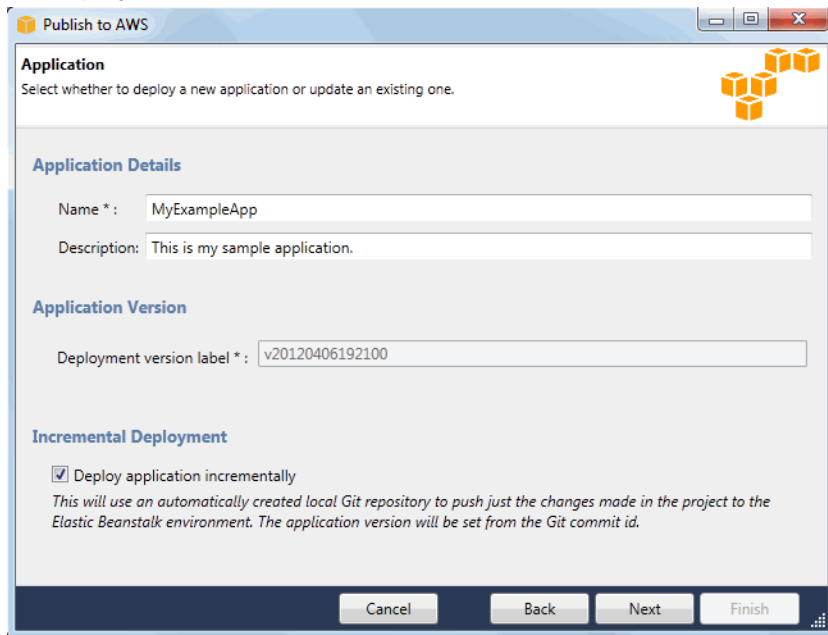 Publish to AWS
Application
Select whether to deploy a new application or update an existing one.
Application Details
Name * : MyExampleApp
Description: This is my sample application.
Application Version
Deployment version label * : v20120406192100
Incremental Deployment
Deploy application incrementally
This will use an automatically created local Git repository to push just the changes made in the project to the
Elastic Beanstalk environment. The application version will be set from the Git commit id.
Cancel Back Next Finish